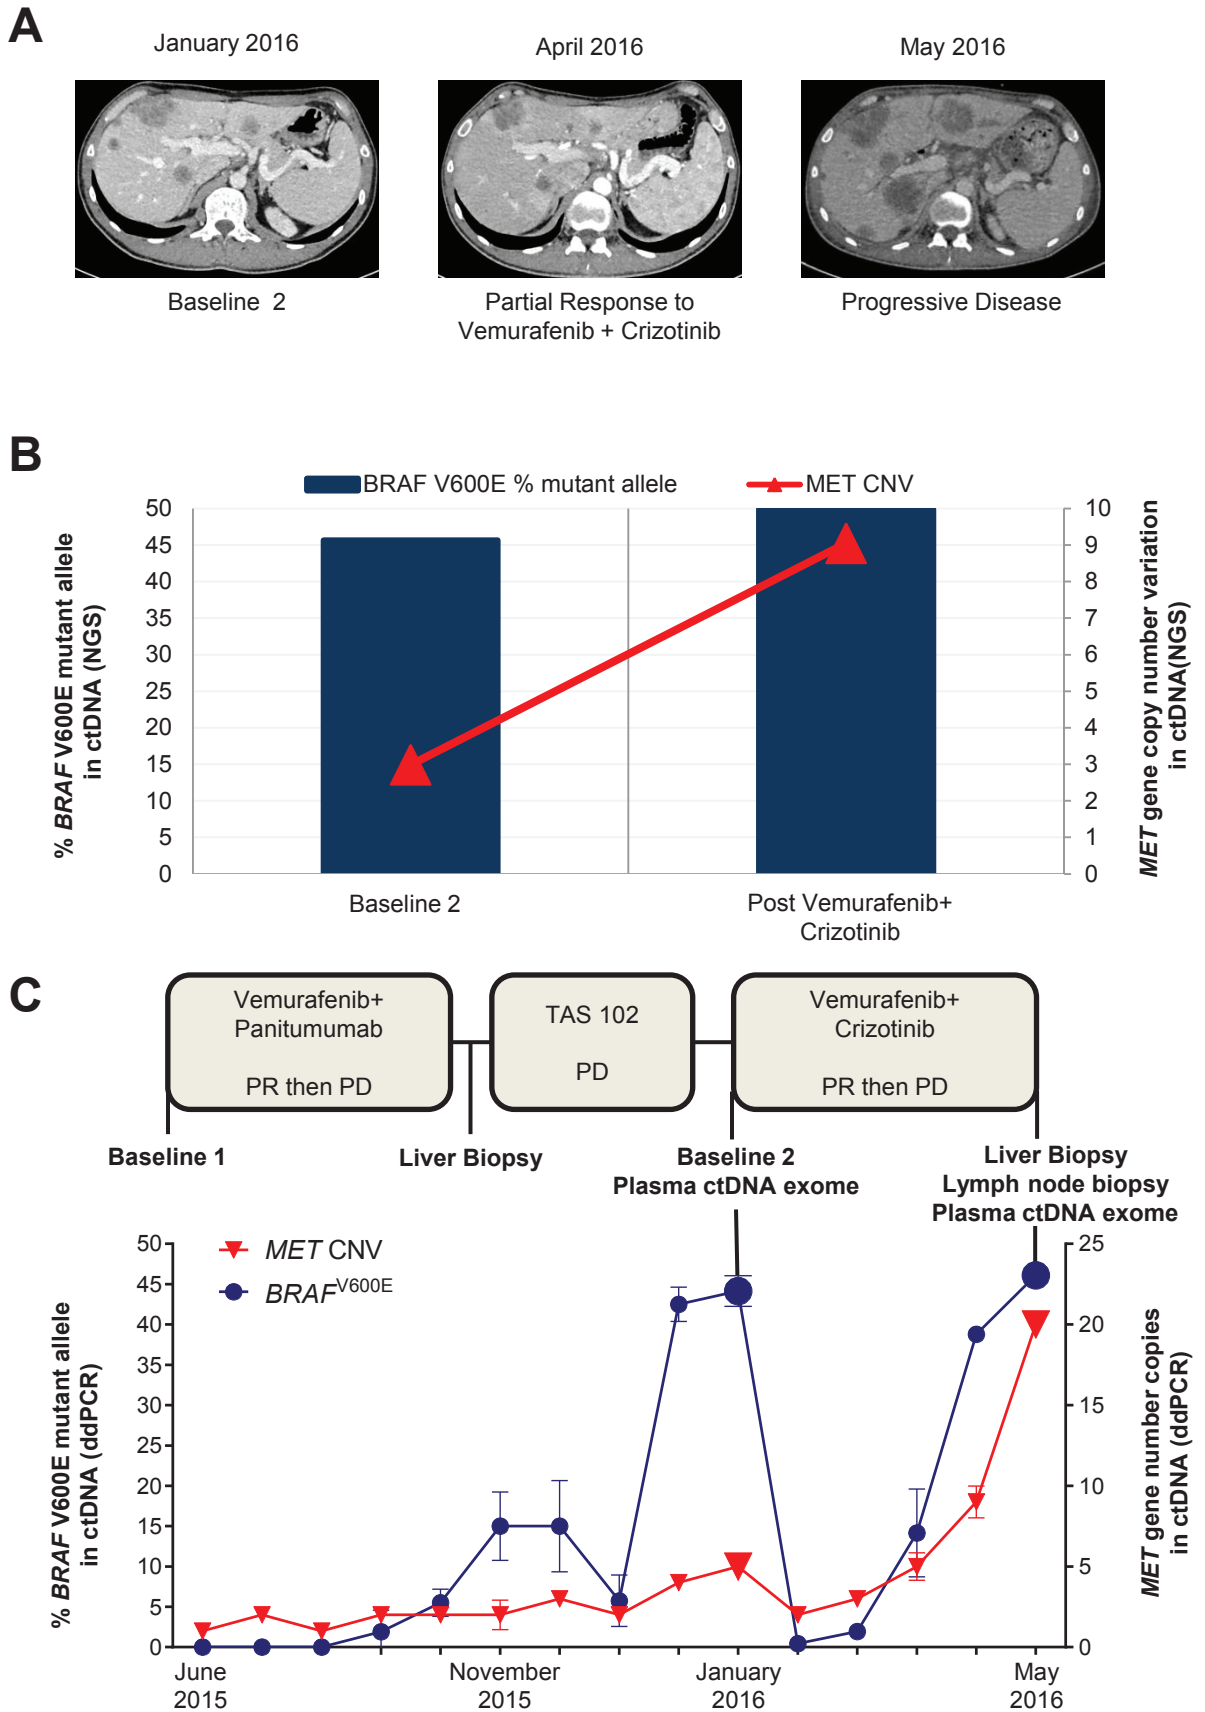 A
January 2016
April 2016
May 2016
Baseline 2
Partial Response to
Vemurafenib + Crizotinib
Progressive Disease
B
BRAF V600E % mutant allele
MET CNV
% BRAF V600E mutant allele
in ctDNA (NGS)
50
45
40
35
30
25
20
15
10
5
0
10
9
8
7
6
5
4
3
2
1
0
MET gene copy number variation
in ctDNA(NGS)
Baseline 2
Post Vemurafenib+
Crizotinib
C
Vemurafenib+
Panitumumab
PR then PD
TAS 102
PD
Vemurafenib+
Crizotinib
PR then PD
Baseline 1
Liver Biopsy
Baseline 2
Plasma ctDNA exome
Liver Biopsy
Lymph node biopsy
Plasma ctDNA exome
MET CNV
BRAF^V600E
% BRAF V600E mutant allele
in ctDNA (ddPCR)
50
45
40
35
30
25
20
15
10
5
0
25
20
15
10
5
0
MET gene number copies
in ctDNA (ddPCR)
June
2015
November
2015
January
2016
May
2016